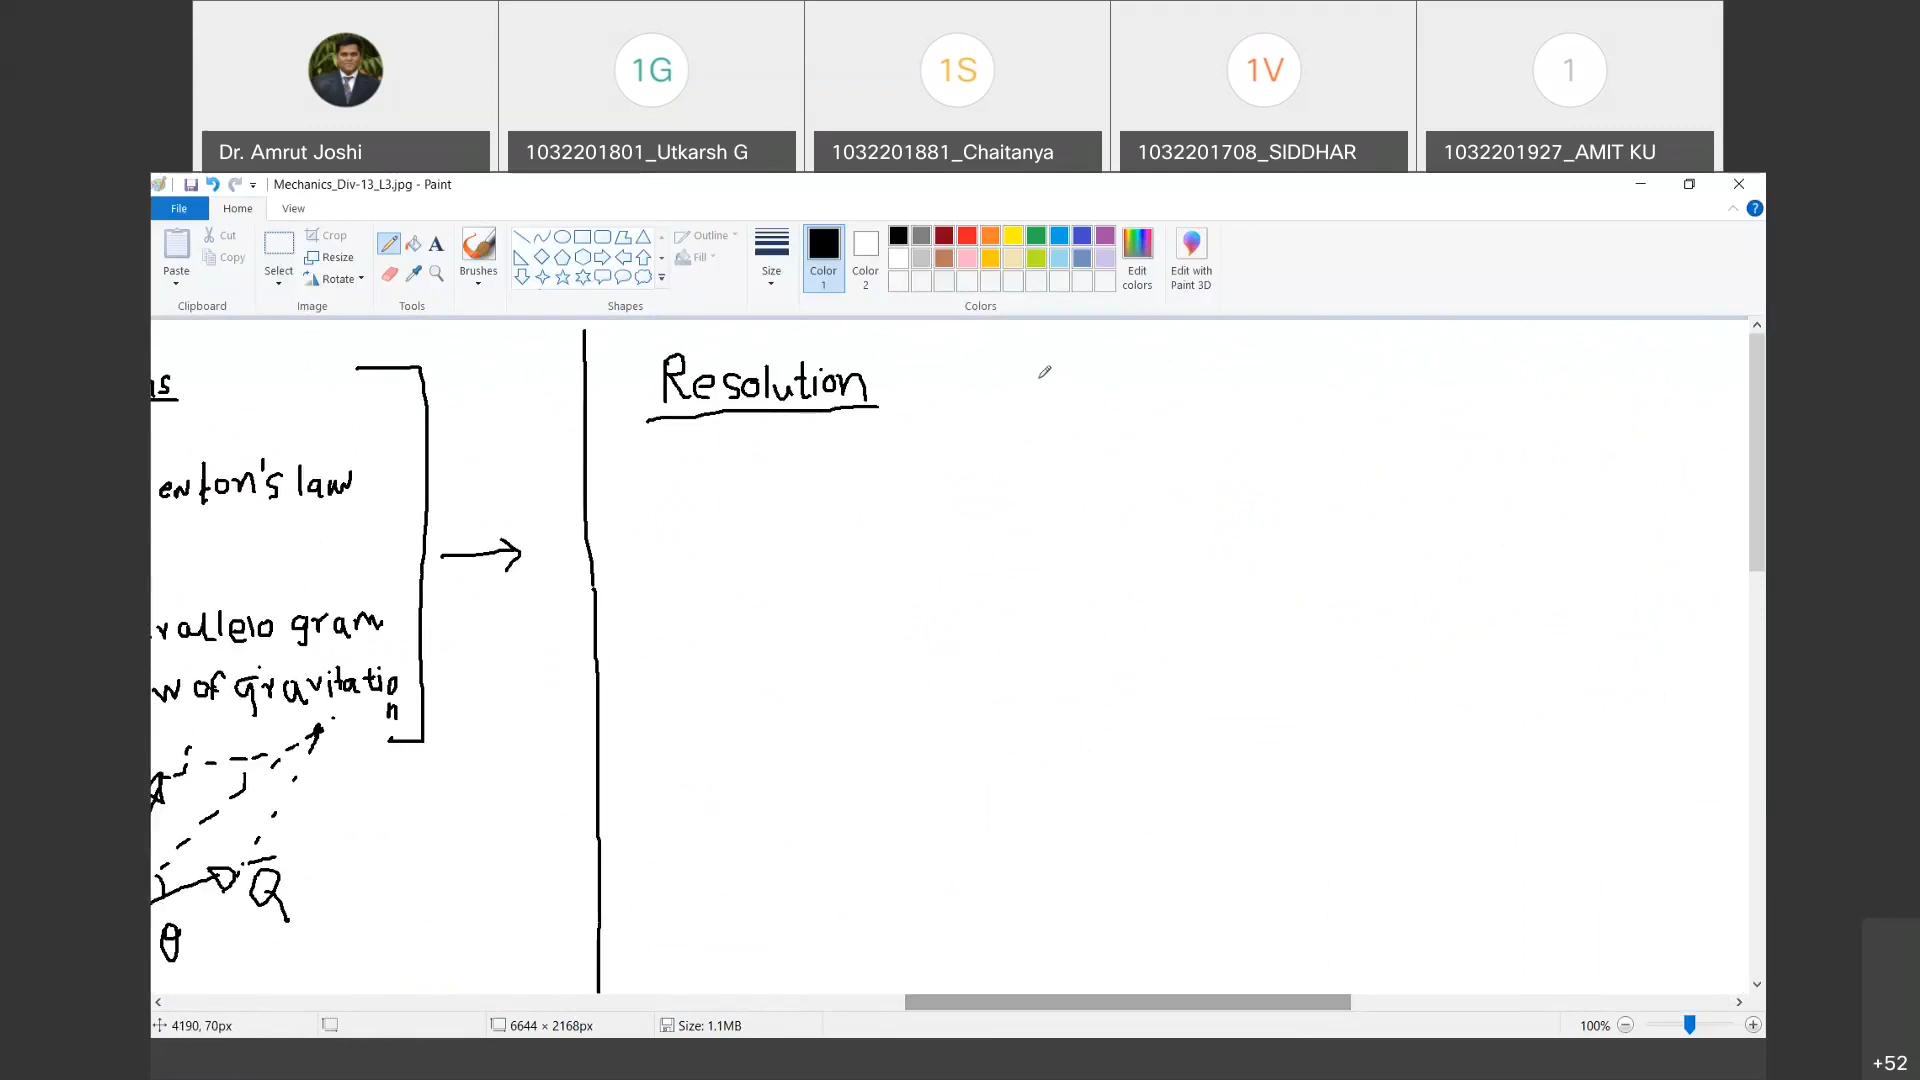 1G
1S
1V
1
Dr. Amrut Joshi
1032201801_Utkarsh G
1032201881_Chaitanya
1032201708_SIDDHAR
1032201927_AMIT KU
Mechanics_Div-13_L3.jpg - Paint
File Home View
Paste
Cut
Copy
Clipboard
Select
Crop
Resize
Rotate
Image
A
Tools
Brushes
Outline
Fill
Shapes
Size
Color 1
Color 2
Edit colors
Colors
Edit with Paint 3D
ns
Resolution
enton's law
rallelo gram
w of gravitatio
n
Q
θ
4190, 70px
6644 × 2168px
Size: 1.1MB
100%
+52